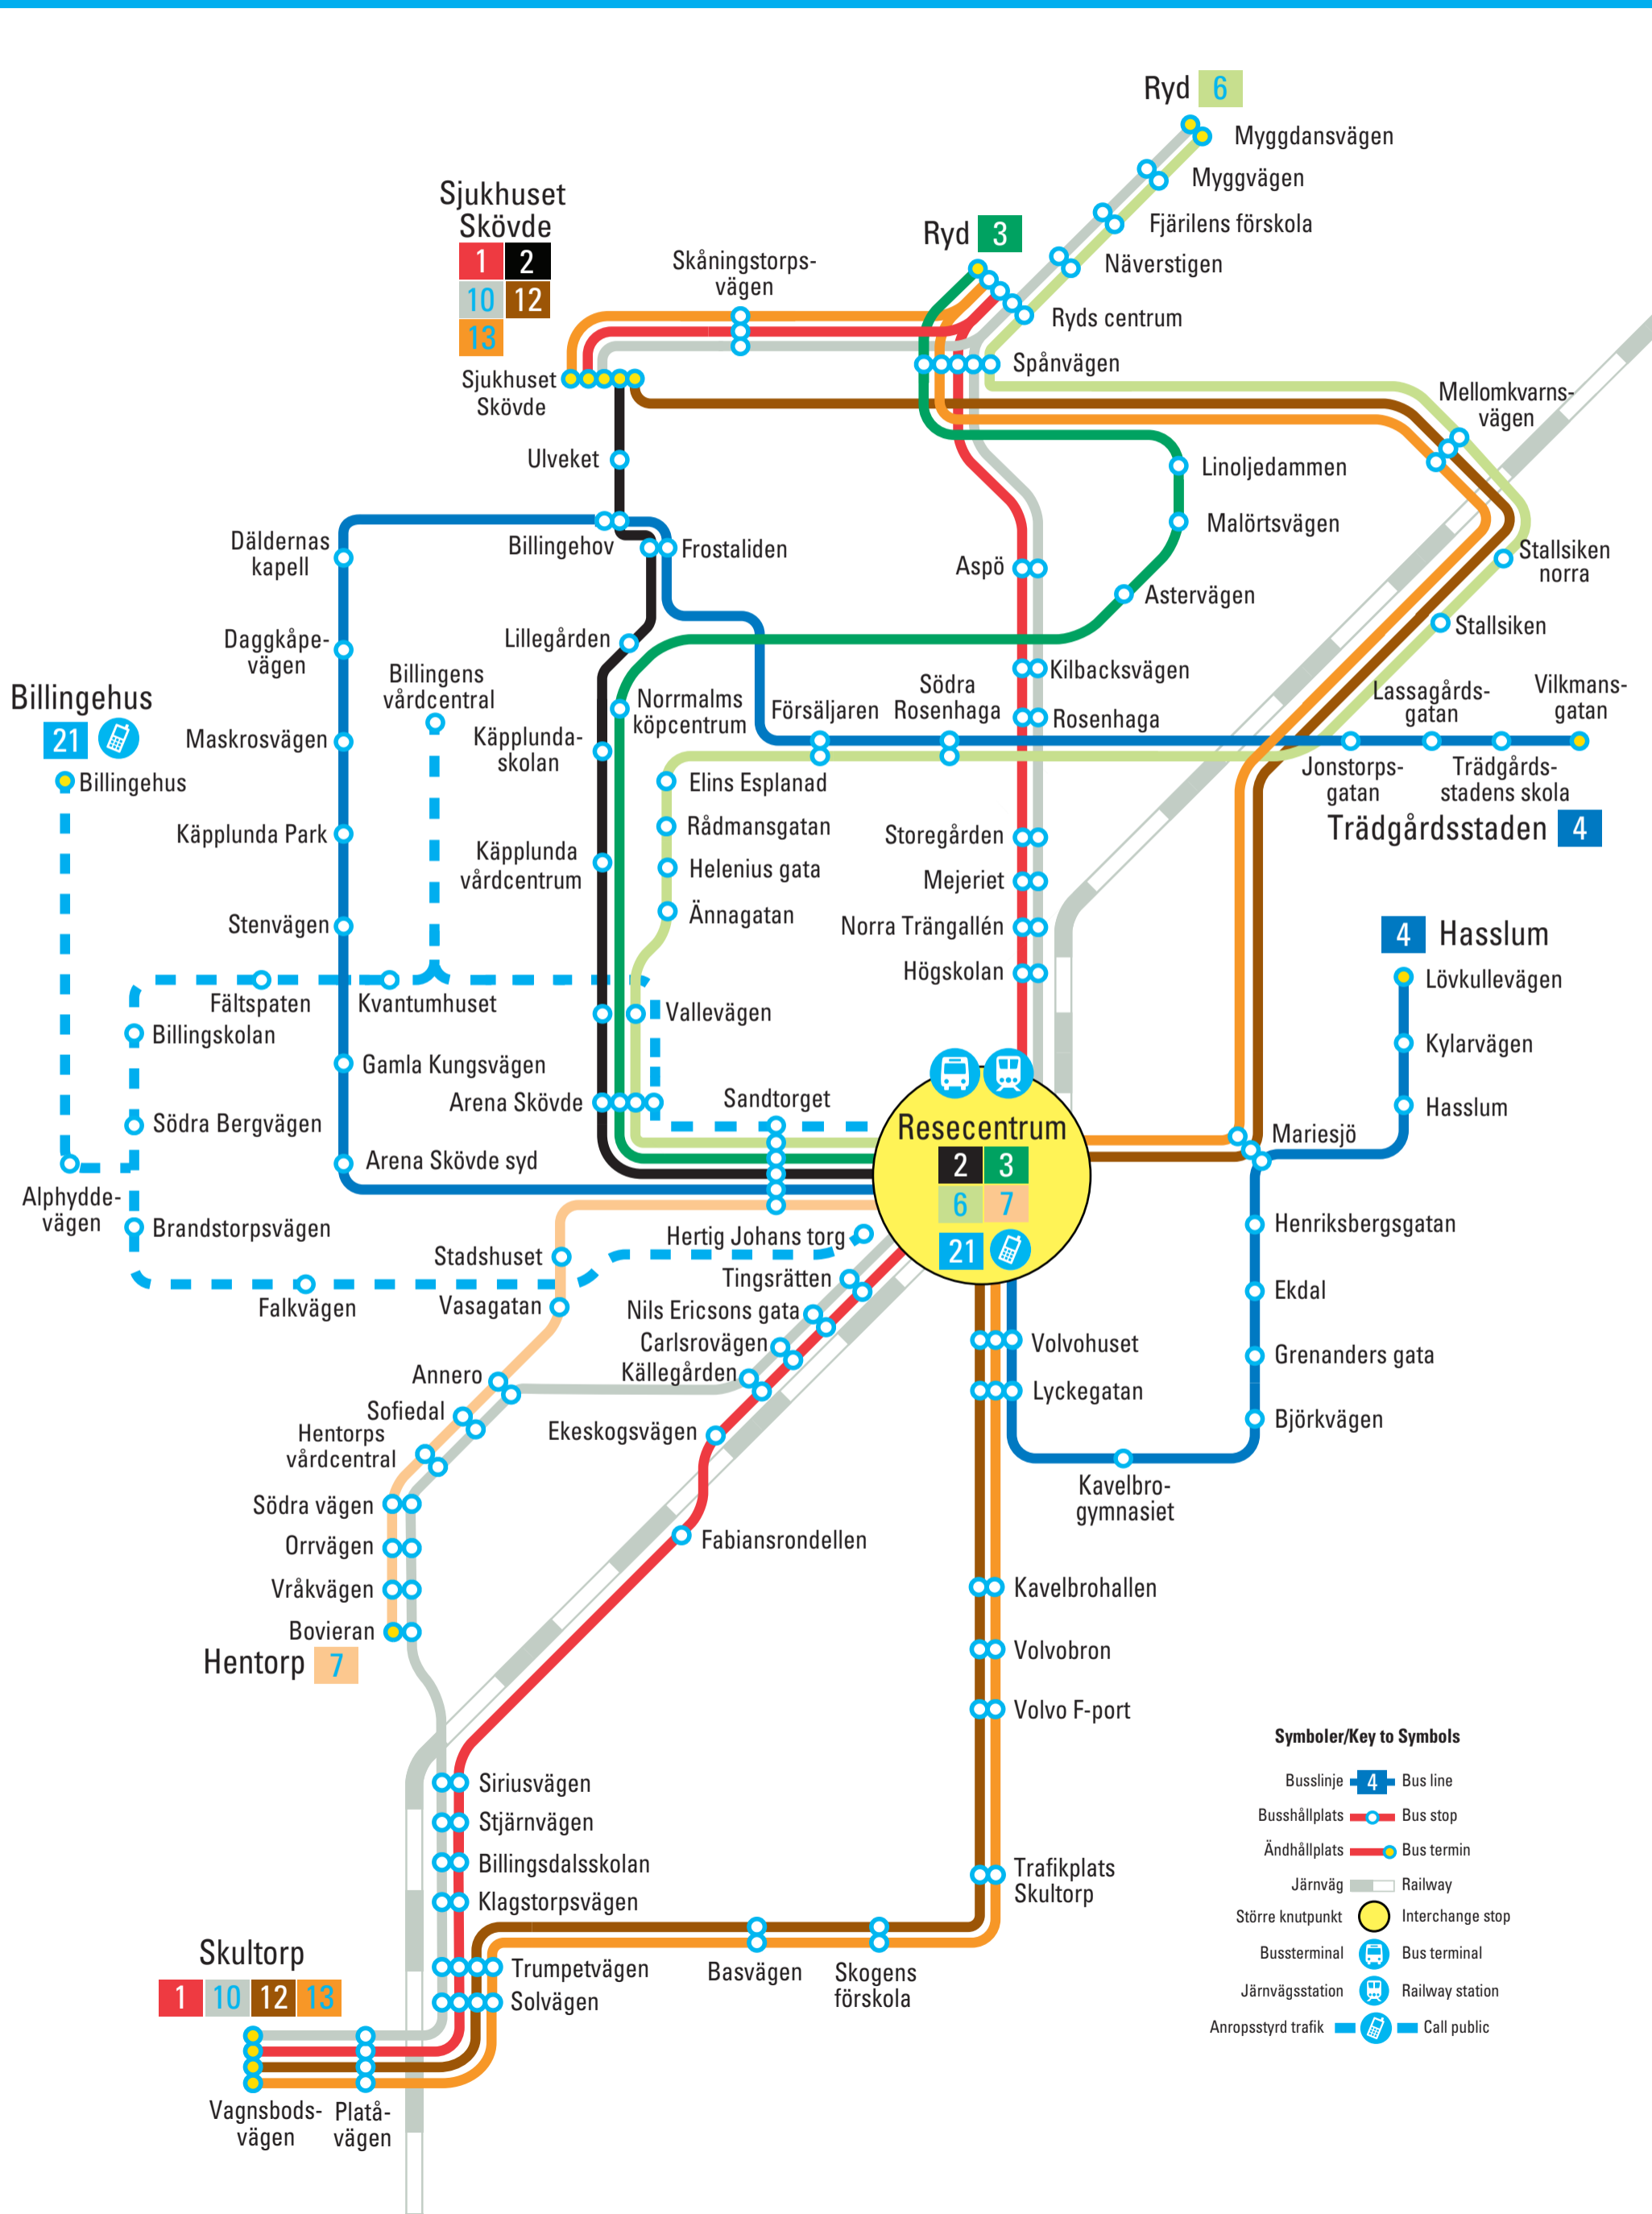 Ryd 6
Myggdansvägen
Myggvägen
Fjärilens förskola
Näverstigen
Ryds centrum
Spånvägen
Sjukhuset
Skövde
1 2
10 12
13
Sjukhuset
Skövde
Skåningstorps-
vägen
Ryd 3
Mellomkvarns-
vägen
Ulveket
Linoljedammen
Malörtsvägen
Däldernas
kapell
Billingehov
Frostaliden
Aspö
Stallsiken
norra
Astervägen
Stallsiken
Daggkåpe-
vägen
Lillegården
Billingens
vårdcentral
Kilbacksvägen
Billingehus
21
Billingehus
Maskrosvägen
Käpplunda-
skolan
Norrmalms
köpcentrum
Försäljaren
Södra
Rosenhaga
Rosenhaga
Lassagårds-
gatan
Vilkmans-
gatan
Jonstorps-
gatan
Trädgårds-
stadens skola
Trädgårdsstaden 4
Elins Esplanad
Rådmansgatan
Helenius gata
Ännagatan
Käpplunda Park
Käpplunda
vårdcentrum
Storegården
Mejeriet
Norra Trängallén
Högskolan
Stenvägen
4 Hasslum
Lövkullevägen
Kylarvägen
Hasslum
Fältspaten
Kvantumhuset
Billingskolan
Vallevägen
Gamla Kungsvägen
Arena Skövde
Sandtorget
Södra Bergvägen
Arena Skövde syd
Resecentrum
2 3
6 7
21
Mariesjö
Alphydde-
vägen
Brandstorpsvägen
Stadshuset
Hertig Johans torg
Henriksbergsgatan
Falkvägen
Vasagatan
Tingsrätten
Nils Ericsons gata
Carlsrovägen
Källegården
Ekdal
Grenanders gata
Björkvägen
Volvohuset
Lyckegatan
Annero
Sofiedal
Hentorps
vårdcentral
Ekeskogsvägen
Kavelbro-
gymnasiet
Södra vägen
Orrvägen
Vråkvägen
Bovieran
Hentorp 7
Fabiansrondellen
Kavelbrohallen
Volvobron
Volvo F-port
Siriusvägen
Stjärnvägen
Billingsdalsskolan
Klagstorpsvägen
Trafikplats
Skultorp
Skultorp
1 10 12 13
Trumpetvägen
Solvägen
Basvägen
Skogens
förskola
Vagnsbods-
vägen
Platå-
vägen
Symboler/Key to Symbols
Busslinje 4 Bus line
Busshållplats Bus stop
Ändhållplats Bus termin
Järnväg Railway
Större knutpunkt Interchange stop
Bussterminal Bus terminal
Järnvägsstation Railway station
Anropsstyrd trafik Call public